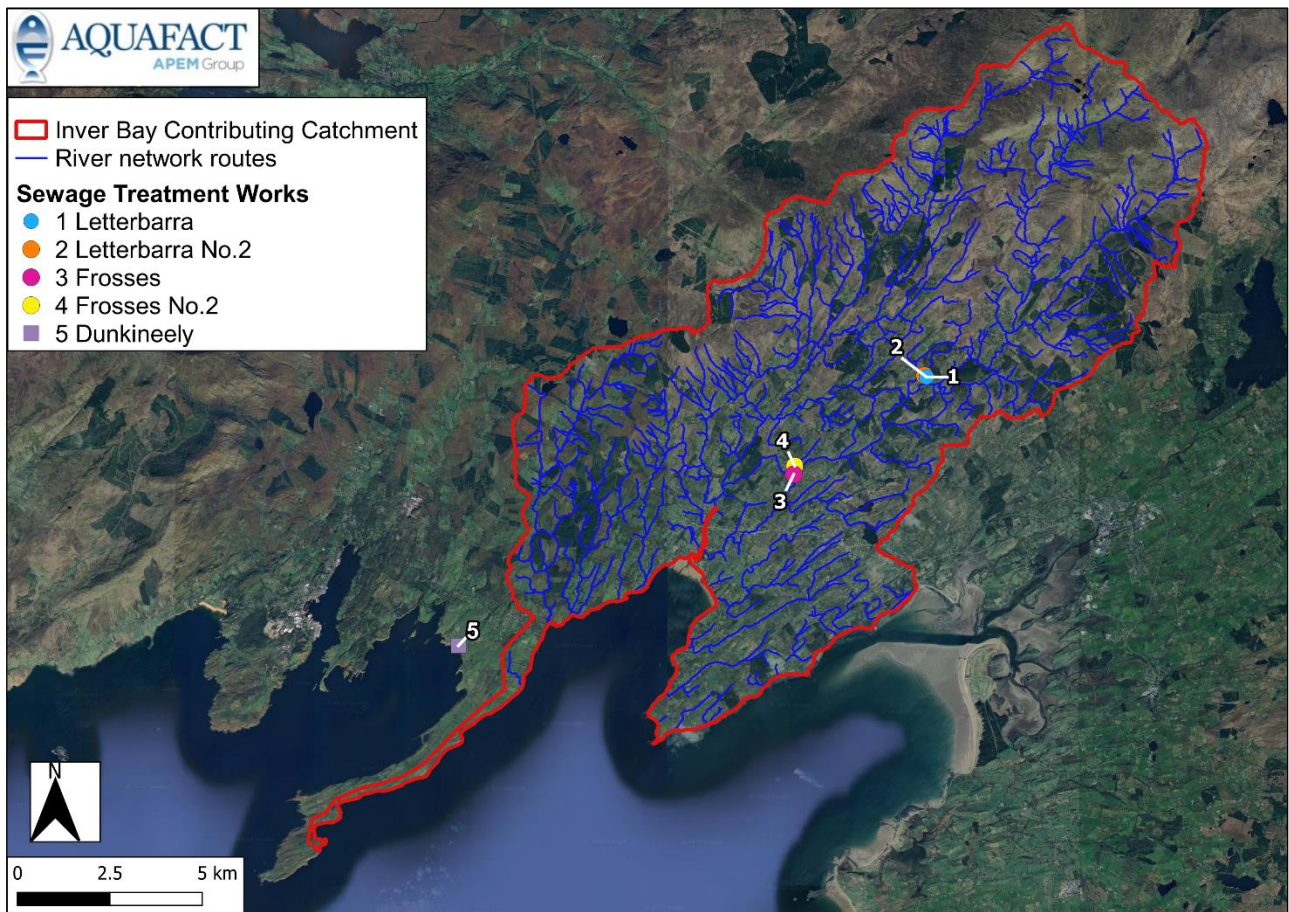 AQUAFACT
APEM Group
Inver Bay Contributing Catchment
River network routes
Sewage Treatment Works
1 Letterbarra
2 Letterbarra No.2
3 Frosses
4 Frosses No.2
5 Dunkineely
2
1
4
3
5
N
0 2.5 5 km